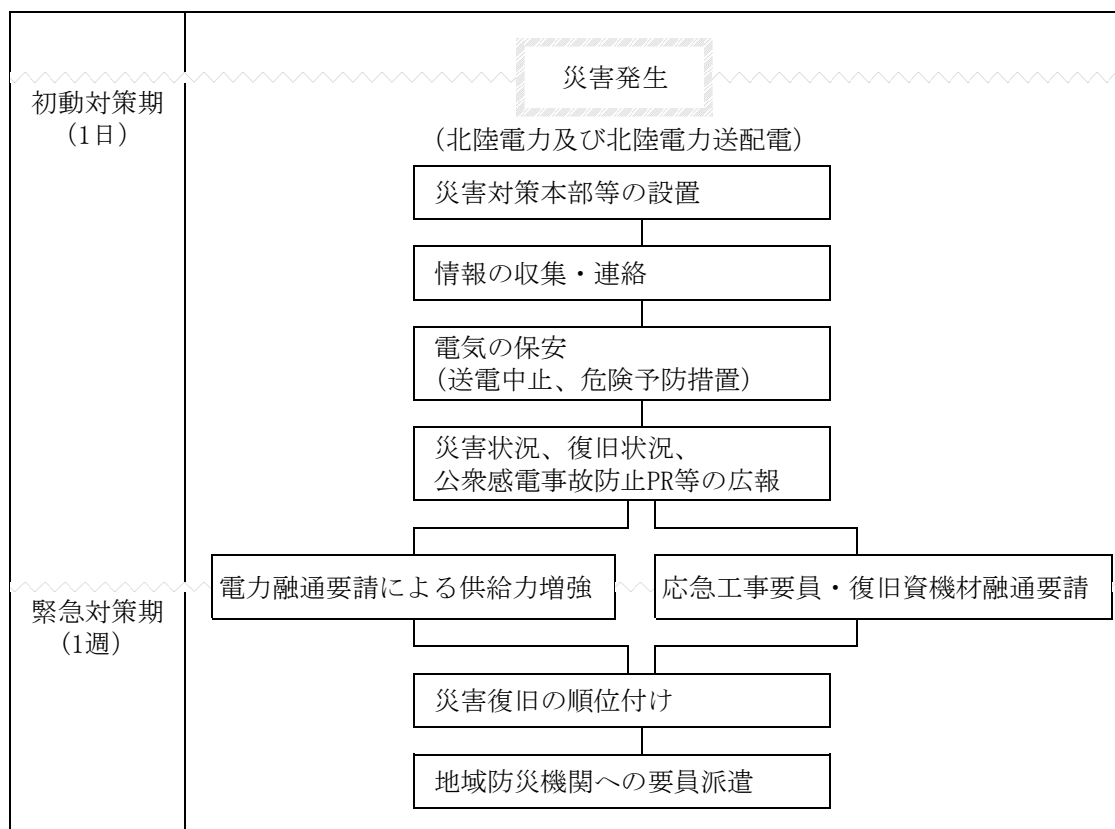 災害発生
初動対策期
(1日)
(北陸電力及び北陸電力送配電)
災害対策本部等の設置
情報の収集・連絡
電気の保安
(送電中止、危険予防措置)
災害状況、復旧状況、
公衆感電事故防止PR等の広報
電力融通要請による供給力増強
応急工事要員・復旧資機材融通要請
緊急対策期
(1週)
災害復旧の順位付け
地域防災機関への要員派遣